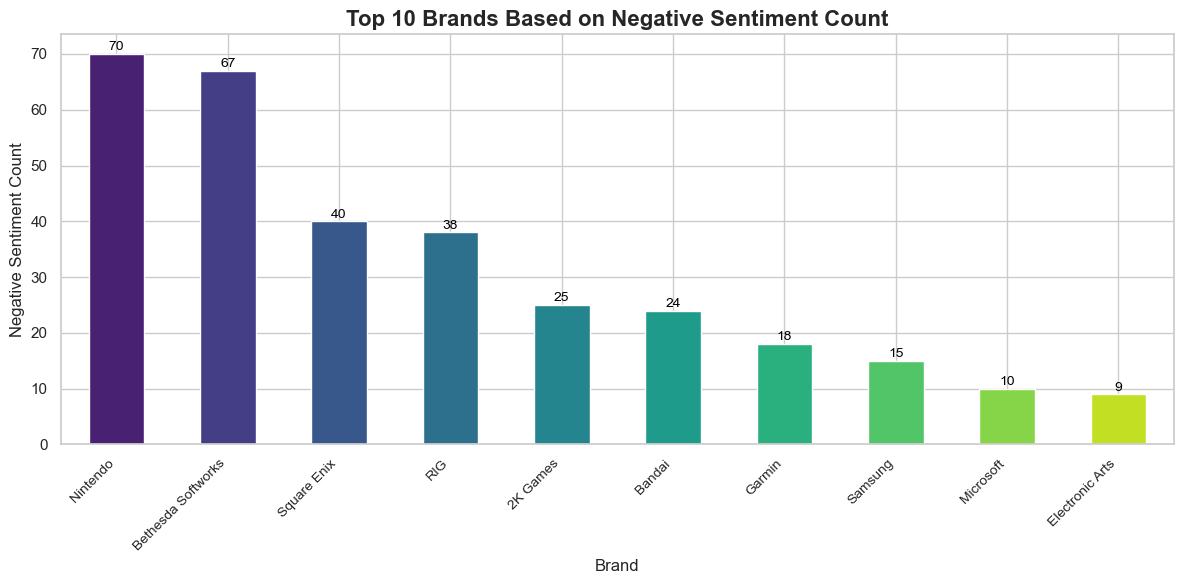 Top 10 Brands Based on Negative Sentiment Count
Negative Sentiment Count
70
60
50
40
30
20
10
0
70
67
40
38
25
24
18
15
10
9
Nintendo
Bethesda Softworks
Square Enix
RIG
2K Games
Bandai
Garmin
Samsung
Microsoft
Electronic Arts
Brand